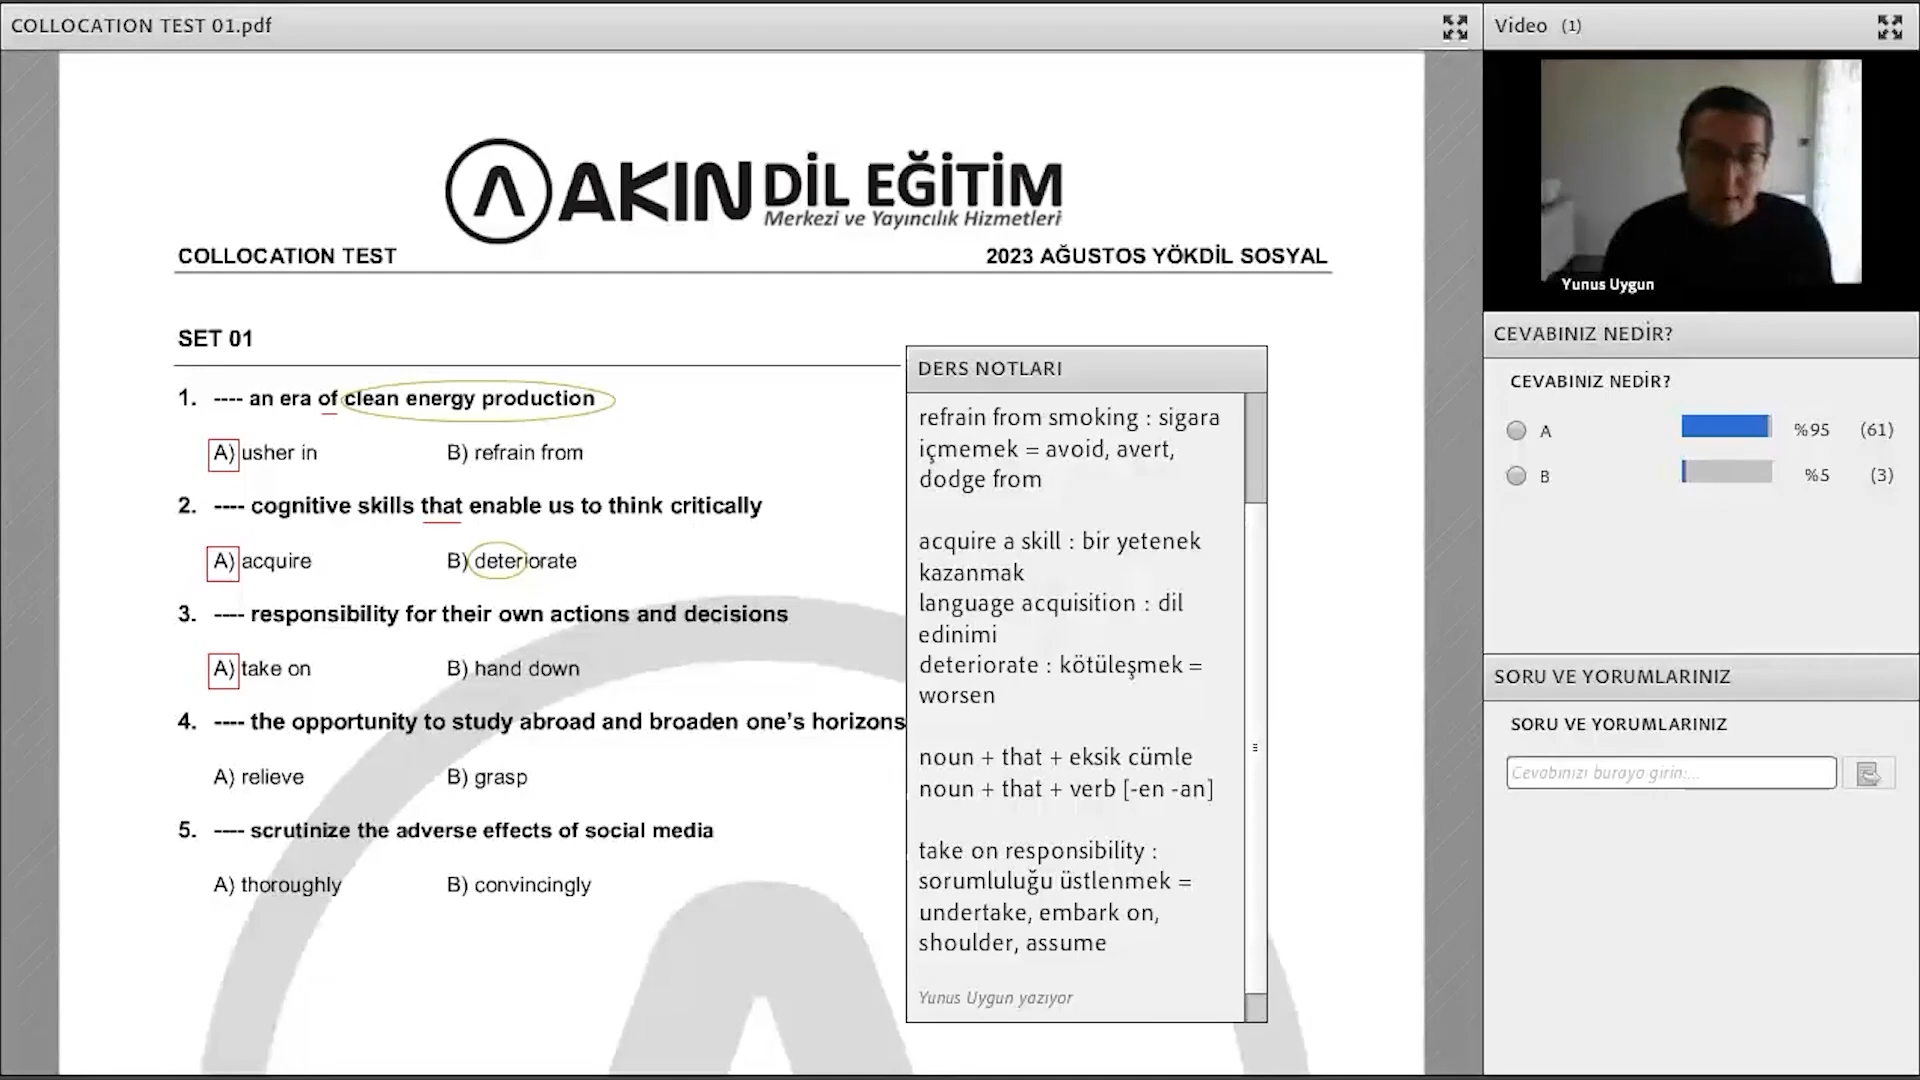 COLLOCATION TEST 01.pdf
AKIN DİL EĞİTİM
Merkezi ve Yayıncılık Hizmetleri
COLLOCATION TEST
2023 AĞUSTOS YÖKDİL SOSYAL
SET 01
1. ---- an era of clean energy production
A) usher in B) refrain from
2. ---- cognitive skills that enable us to think critically
A) acquire B) deteriorate
3. ---- responsibility for their own actions and decisions
A) take on B) hand down
4. ---- the opportunity to study abroad and broaden one's horizons
A) relieve B) grasp
5. ---- scrutinize the adverse effects of social media
A) thoroughly B) convincingly
DERS NOTLARI
refrain from smoking : sigara
içmemek = avoid, avert,
dodge from
acquire a skill : bir yetenek
kazanmak
language acquisition : dil
edinimi
deteriorate : kötüleşmek =
worsen
noun + that + eksik cümle
noun + that + verb [-en -an]
take on responsibility :
sorumluluğu üstlenmek =
undertake, embark on,
shoulder, assume
Yunus Uygun yazıyor
Video (1)
Yunus Uygun
CEVABINIZ NEDİR?
CEVABINIZ NEDİR?
A %95 (61)
B %5 (3)
SORU VE YORUMLARINIZ
SORU VE YORUMLARINIZ
Cevabınızı buraya girin:...